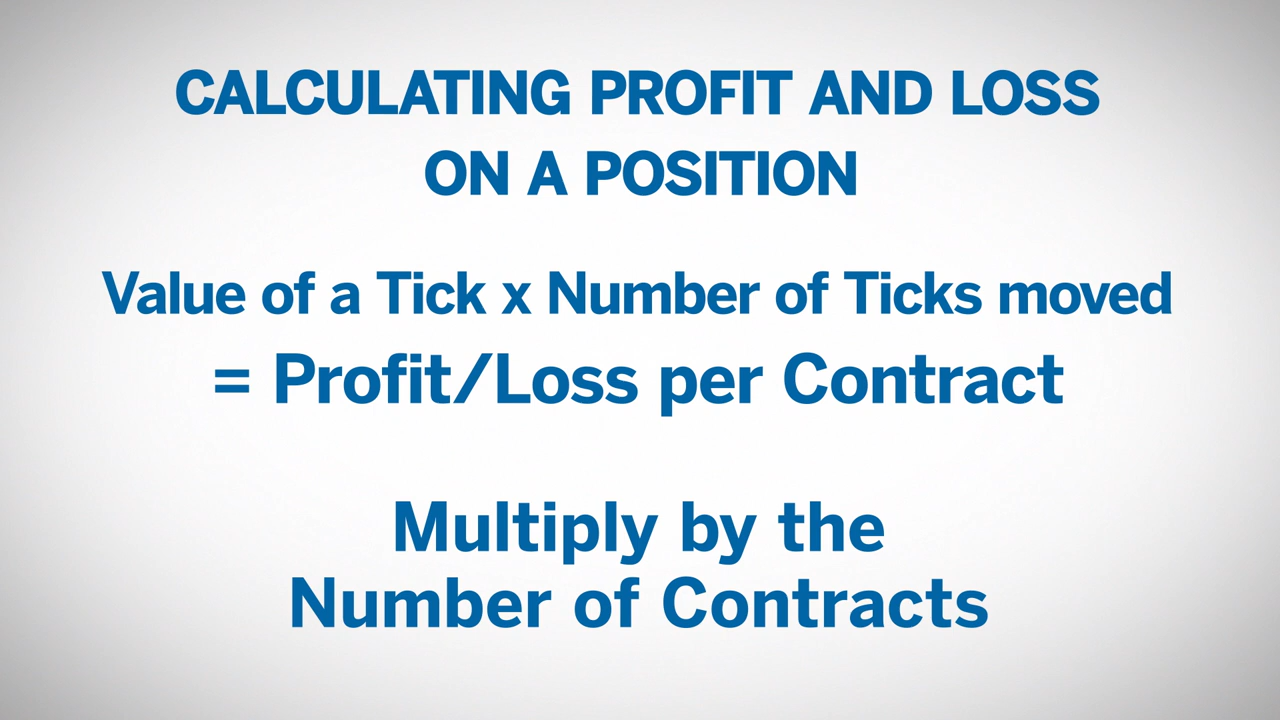 CALCULATING PROFIT AND LOSS
ON A POSITION
Value of a Tick x Number of Ticks moved
= Profit/Loss per Contract
Multiply by the
Number of Contracts